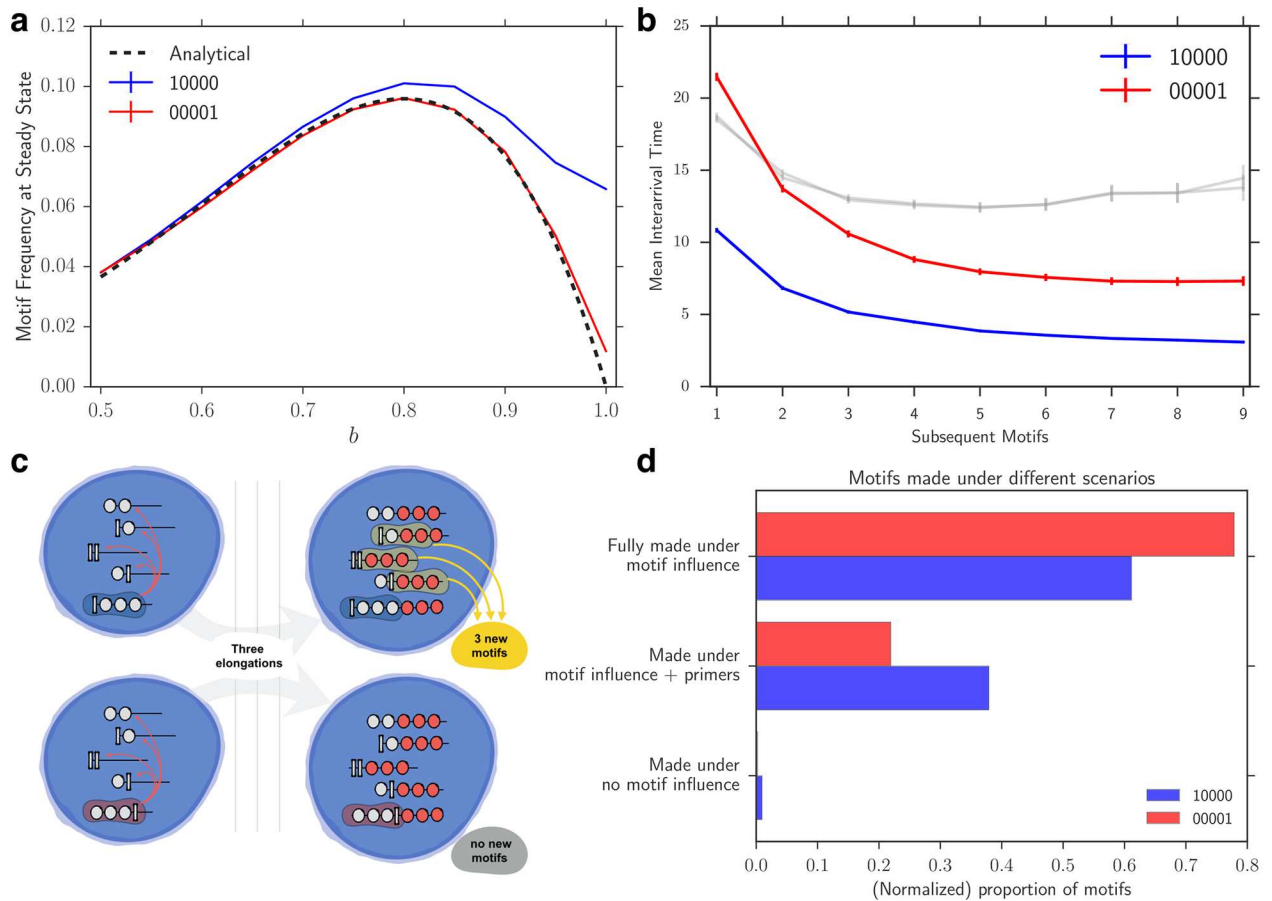 a
0.12
0.10
0.08
0.06
0.04
0.02
0.00
Motif Frequency at Steady State
Analytical
10000
00001
0.5 0.6 0.7 0.8 0.9 1.0
b
b
25
20
15
10
5
0
Mean Interarrival Time
10000
00001
1 2 3 4 5 6 7 8 9
Subsequent Motifs
c
Three
elongations
3 new
motifs
no new
motifs
d
Motifs made under different scenarios
Fully made under
motif influence
Made under
motif influence + primers
Made under
no motif influence
10000
00001
0.0 0.1 0.2 0.3 0.4 0.5 0.6 0.7 0.8
(Normalized) proportion of motifs